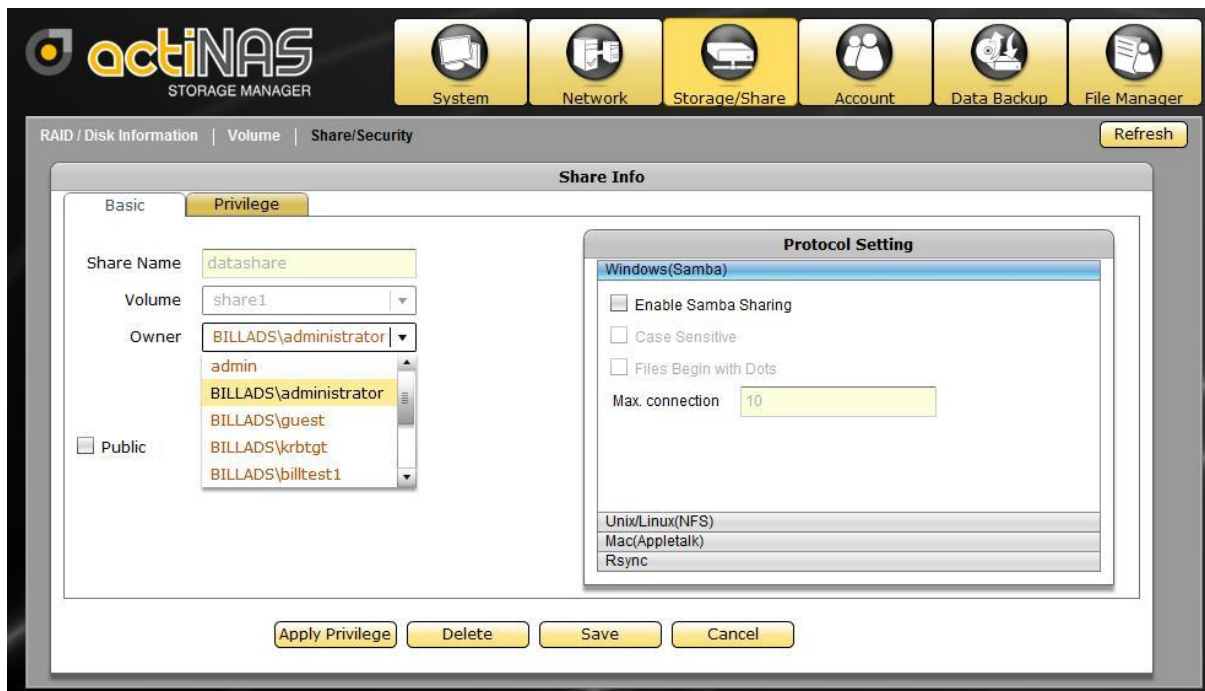 actiNAS
STORAGE MANAGER
System
Network
Storage/Share
Account
Data Backup
File Manager
RAID / Disk Information | Volume | Share/Security
Refresh
Share Info
Basic
Privilege
Share Name
datashare
Volume
share1
Owner
BILLADS\administrator
admin
BILLADS\administrator
BILLADS\guest
BILLADS\krbtgt
BILLADS\billtest1
Public
Protocol Setting
Windows(Samba)
Enable Samba Sharing
Case Sensitive
Files Begin with Dots
Max. connection
10
Unix/Linux(NFS)
Mac(Appletalk)
Rsync
Apply Privilege
Delete
Save
Cancel